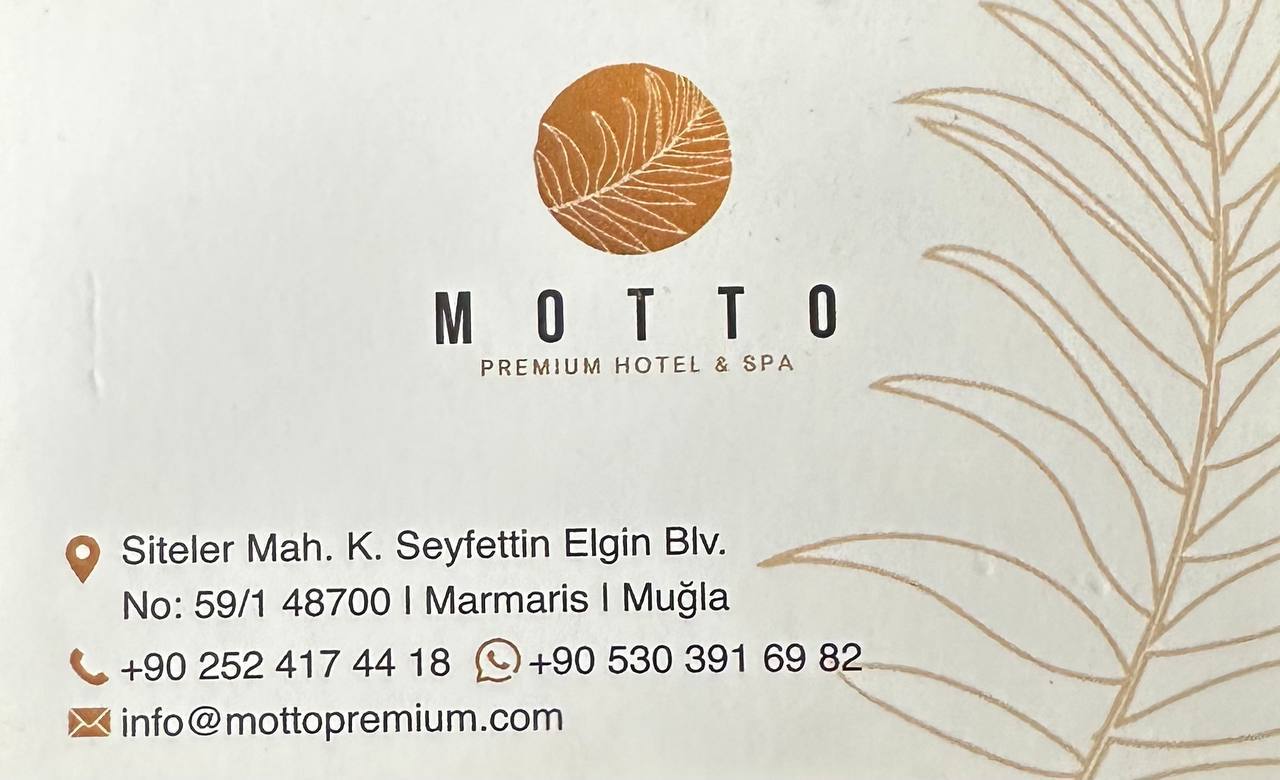 MOTTO
PREMIUM HOTEL & SPA
Siteler Mah. K. Seyfettin Elgin Blv.
No: 59/1 48700 I Marmaris I Muğla
+90 252 417 44 18 +90 530 391 69 82
info@mottopremium.com